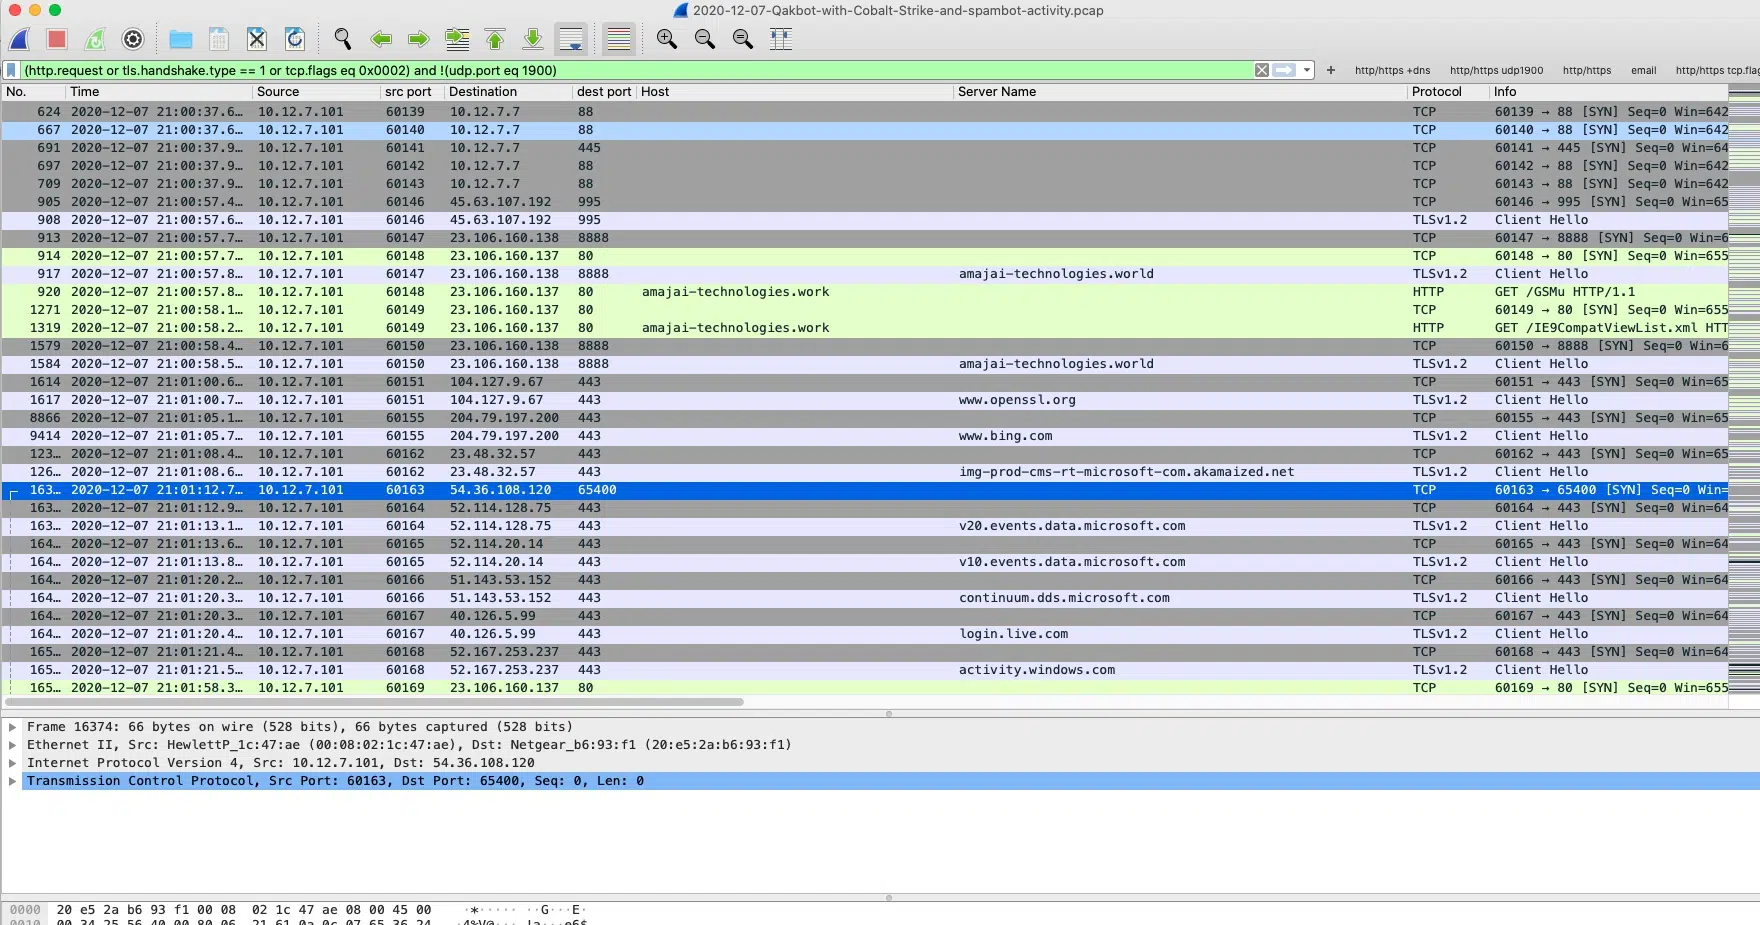 2020-12-07-Qakbot-with-Cobalt-Strike-and-spambot-activity.pcap
(http.request or tls.handshake.type == 1 or tcp.flags eq 0x0002) and !(udp.port eq 1900)
+ http/https +dns http/https udp1900 http/https email http/https tcp.flag
No. Time Source src port Destination dest port Host Server Name Protocol Info
624 2020-12-07 21:00:37.6… 10.12.7.101 60139 10.12.7.7 88 TCP 60139 → 88 [SYN] Seq=0 Win=642
667 2020-12-07 21:00:37.6… 10.12.7.101 60140 10.12.7.7 88 TCP 60140 → 88 [SYN] Seq=0 Win=642
691 2020-12-07 21:00:37.9… 10.12.7.101 60141 10.12.7.7 445 TCP 60141 → 445 [SYN] Seq=0 Win=64
697 2020-12-07 21:00:37.9… 10.12.7.101 60142 10.12.7.7 88 TCP 60142 → 88 [SYN] Seq=0 Win=642
709 2020-12-07 21:00:37.9… 10.12.7.101 60143 10.12.7.7 88 TCP 60143 → 88 [SYN] Seq=0 Win=642
905 2020-12-07 21:00:57.4… 10.12.7.101 60146 45.63.107.192 995 TCP 60146 → 995 [SYN] Seq=0 Win=65
908 2020-12-07 21:00:57.6… 10.12.7.101 60146 45.63.107.192 995 TLSv1.2 Client Hello
913 2020-12-07 21:00:57.7… 10.12.7.101 60147 23.106.160.138 8888 TCP 60147 → 8888 [SYN] Seq=0 Win=6
914 2020-12-07 21:00:57.7… 10.12.7.101 60148 23.106.160.137 80 TCP 60148 → 80 [SYN] Seq=0 Win=655
917 2020-12-07 21:00:57.8… 10.12.7.101 60147 23.106.160.138 8888 amajai-technologies.world TLSv1.2 Client Hello
920 2020-12-07 21:00:57.8… 10.12.7.101 60148 23.106.160.137 80 amajai-technologies.work HTTP GET /GSMu HTTP/1.1
1271 2020-12-07 21:00:58.1… 10.12.7.101 60149 23.106.160.137 80 TCP 60149 → 80 [SYN] Seq=0 Win=655
1319 2020-12-07 21:00:58.2… 10.12.7.101 60149 23.106.160.137 80 amajai-technologies.work HTTP GET /IE9CompatViewList.xml HTT
1579 2020-12-07 21:00:58.4… 10.12.7.101 60150 23.106.160.138 8888 TCP 60150 → 8888 [SYN] Seq=0 Win=6
1584 2020-12-07 21:00:58.5… 10.12.7.101 60150 23.106.160.138 8888 amajai-technologies.world TLSv1.2 Client Hello
1614 2020-12-07 21:01:00.6… 10.12.7.101 60151 104.127.9.67 443 TCP 60151 → 443 [SYN] Seq=0 Win=65
1617 2020-12-07 21:01:00.7… 10.12.7.101 60151 104.127.9.67 443 www.openssl.org TLSv1.2 Client Hello
8866 2020-12-07 21:01:05.1… 10.12.7.101 60155 204.79.197.200 443 TCP 60155 → 443 [SYN] Seq=0 Win=65
9414 2020-12-07 21:01:05.7… 10.12.7.101 60155 204.79.197.200 443 www.bing.com TLSv1.2 Client Hello
123… 2020-12-07 21:01:08.4… 10.12.7.101 60162 23.48.32.57 443 TCP 60162 → 443 [SYN] Seq=0 Win=65
126… 2020-12-07 21:01:08.6… 10.12.7.101 60162 23.48.32.57 443 img-prod-cms-rt-microsoft-com.akamaized.net TLSv1.2 Client Hello
163… 2020-12-07 21:01:12.7… 10.12.7.101 60163 54.36.108.120 65400 TCP 60163 → 65400 [SYN] Seq=0 Win=
163… 2020-12-07 21:01:12.9… 10.12.7.101 60164 52.114.128.75 443 TCP 60164 → 443 [SYN] Seq=0 Win=64
163… 2020-12-07 21:01:13.1… 10.12.7.101 60164 52.114.128.75 443 v20.events.data.microsoft.com TLSv1.2 Client Hello
164… 2020-12-07 21:01:13.6… 10.12.7.101 60165 52.114.20.14 443 TCP 60165 → 443 [SYN] Seq=0 Win=64
164… 2020-12-07 21:01:13.8… 10.12.7.101 60165 52.114.20.14 443 v10.events.data.microsoft.com TLSv1.2 Client Hello
164… 2020-12-07 21:01:20.2… 10.12.7.101 60166 51.143.53.152 443 TCP 60166 → 443 [SYN] Seq=0 Win=64
164… 2020-12-07 21:01:20.3… 10.12.7.101 60166 51.143.53.152 443 continuum.dds.microsoft.com TLSv1.2 Client Hello
164… 2020-12-07 21:01:20.3… 10.12.7.101 60167 40.126.5.99 443 TCP 60167 → 443 [SYN] Seq=0 Win=64
164… 2020-12-07 21:01:20.4… 10.12.7.101 60167 40.126.5.99 443 login.live.com TLSv1.2 Client Hello
165… 2020-12-07 21:01:21.4… 10.12.7.101 60168 52.167.253.237 443 TCP 60168 → 443 [SYN] Seq=0 Win=64
165… 2020-12-07 21:01:21.5… 10.12.7.101 60168 52.167.253.237 443 activity.windows.com TLSv1.2 Client Hello
165… 2020-12-07 21:01:58.3… 10.12.7.101 60169 23.106.160.137 80 TCP 60169 → 80 [SYN] Seq=0 Win=655
Frame 16374: 66 bytes on wire (528 bits), 66 bytes captured (528 bits)
Ethernet II, Src: HewlettP_1c:47:ae (00:08:02:1c:47:ae), Dst: Netgear_b6:93:f1 (20:e5:2a:b6:93:f1)
Internet Protocol Version 4, Src: 10.12.7.101, Dst: 54.36.108.120
Transmission Control Protocol, Src Port: 60163, Dst Port: 65400, Seq: 0, Len: 0
0000 20 e5 2a b6 93 f1 00 08 02 1c 47 ae 08 00 45 00 ·*····· ··G···E·